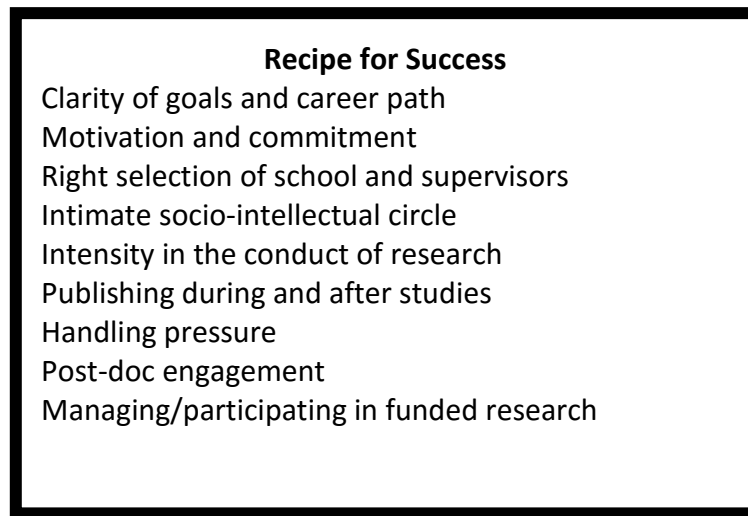 Recipe for Success
Clarity of goals and career path
Motivation and commitment
Right selection of school and supervisors
Intimate socio-intellectual circle
Intensity in the conduct of research
Publishing during and after studies
Handling pressure
Post-doc engagement
Managing/participating in funded research